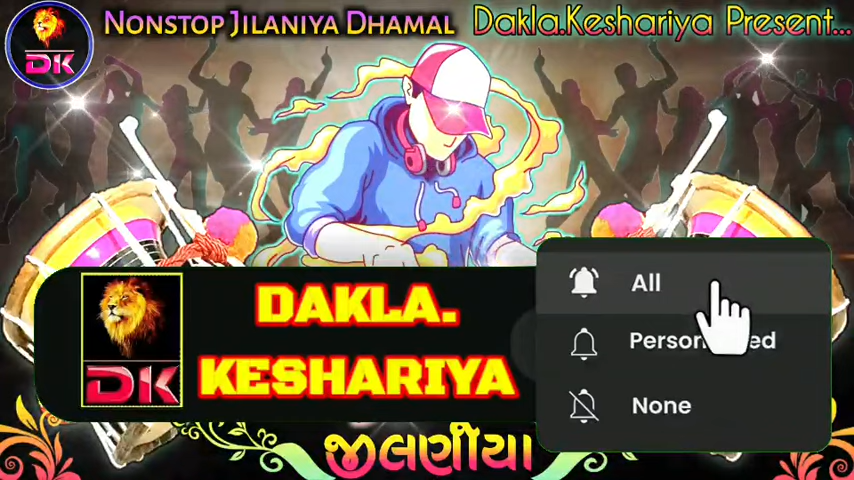 DK
NONSTOP JILANIYA DHAMAL
Dakla.Keshariya Present...
DK
DAKLA.
KESHARIYA
All
None
જીલણીયા